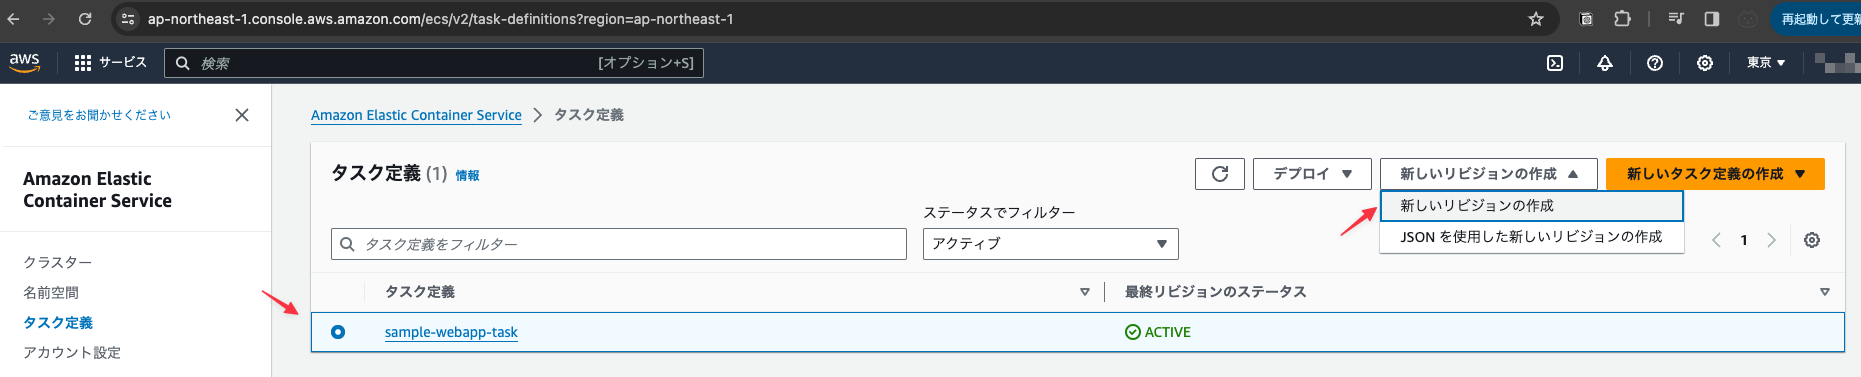 ap-northeast-1.console.aws.amazon.com/ecs/v2/task-definitions?region=ap-northeast-1
再起動して更新
aws サービス 検索 [オプション+S] 東京
ご意見をお聞かせください
Amazon Elastic Container Service
クラスター
名前空間
タスク定義
アカウント設定
Amazon Elastic Container Service > タスク定義
タスク定義 (1) 情報
デプロイ 新しいリビジョンの作成 新しいタスク定義の作成
新しいリビジョンの作成
JSON を使用した新しいリビジョンの作成
ステータスでフィルター
タスク定義をフィルター アクティブ 1
タスク定義 最終リビジョンのステータス
sample-webapp-task ACTIVE